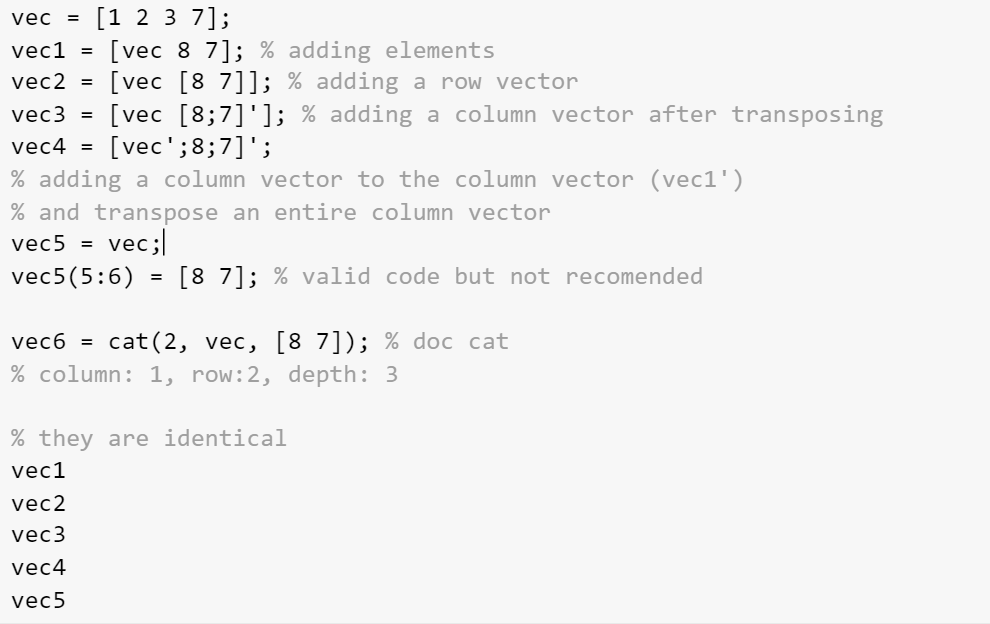 vec = [1 2 3 7];
vec1 = [vec 8 7]; % adding elements
vec2 = [vec [8 7]]; % adding a row vector
vec3 = [vec [8;7]']; % adding a column vector after transposing
vec4 = [vec';8;7]';
% adding a column vector to the column vector (vec1')
% and transpose an entire column vector
vec5 = vec;
vec5(5:6) = [8 7]; % valid code but not recomended
vec6 = cat(2, vec, [8 7]); % doc cat
% column: 1, row:2, depth: 3
% they are identical
vec1
vec2
vec3
vec4
vec5